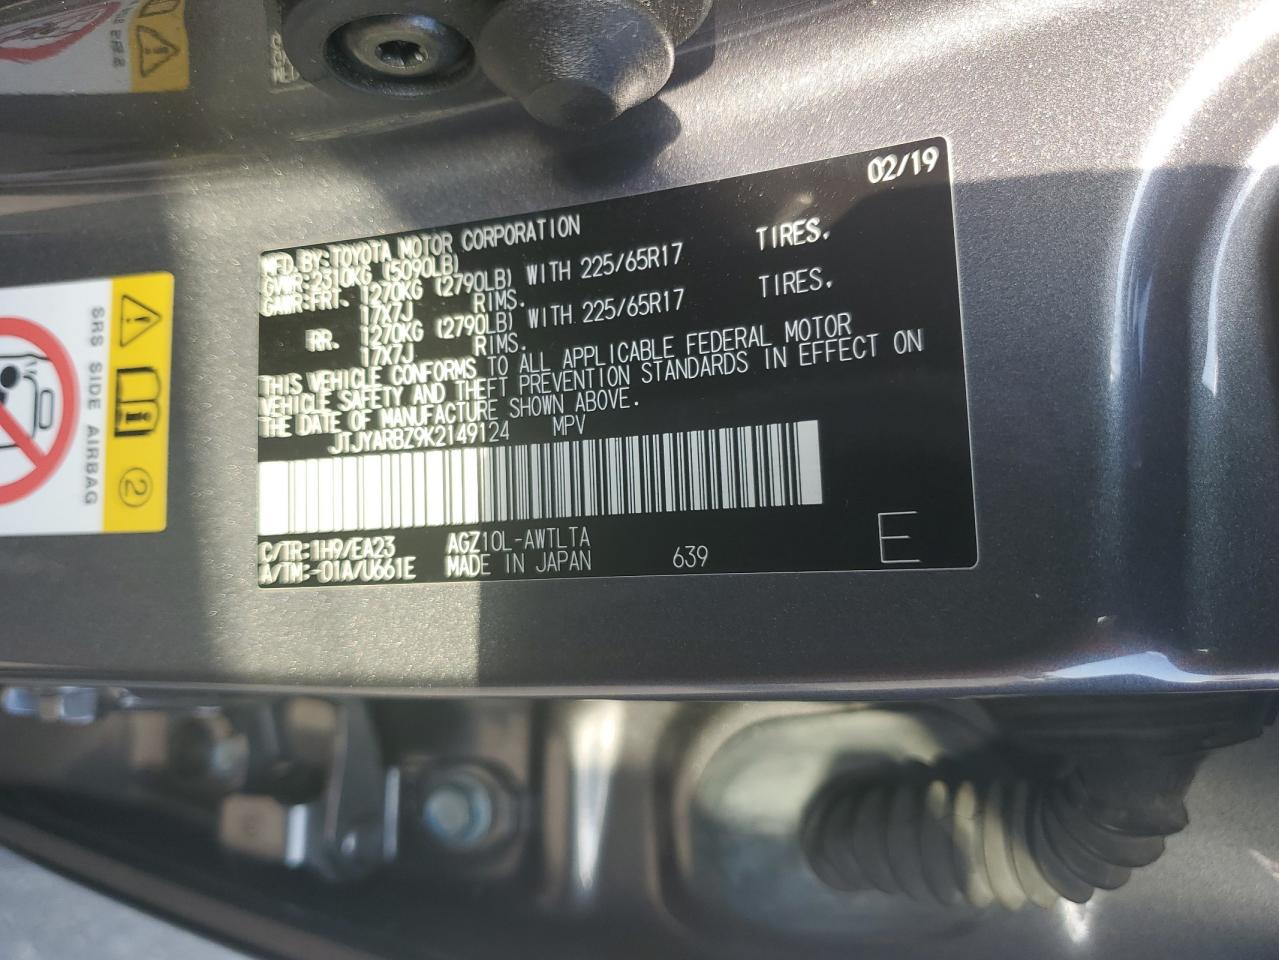 02/19
MFD.BY:TOYOTA MOTOR CORPORATION
GVWR:2310KG (5090LB)
GAWR:FRT. 1270KG (2790LB) WITH 225/65R17 TIRES.
17X7J RIMS.
RR. 1270KG (2790LB) WITH 225/65R17 TIRES.
17X7J RIMS.
THIS VEHICLE CONFORMS TO ALL APPLICABLE FEDERAL MOTOR
VEHICLE SAFETY AND THEFT PREVENTION STANDARDS IN EFFECT ON
THE DATE OF MANUFACTURE SHOWN ABOVE.
JTJYARBZ9K2149124 MPV
C/TR:1H9/EA23 AGZ10L-AWTLTA
A/TM:-01A/U661E MADE IN JAPAN 639
E
SRS SIDE AIRBAG
2